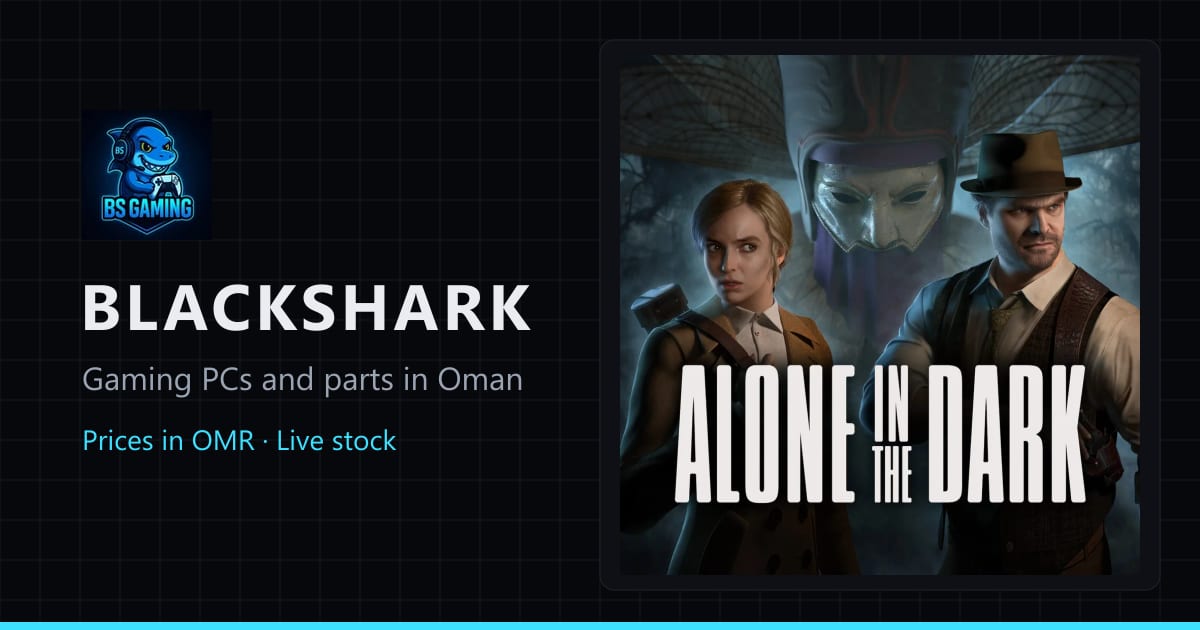 BS
BS GAMING
BLACKSHARK
Gaming PCs and parts in Oman
Prices in OMR · Live stock
ALONE IN THE DARK